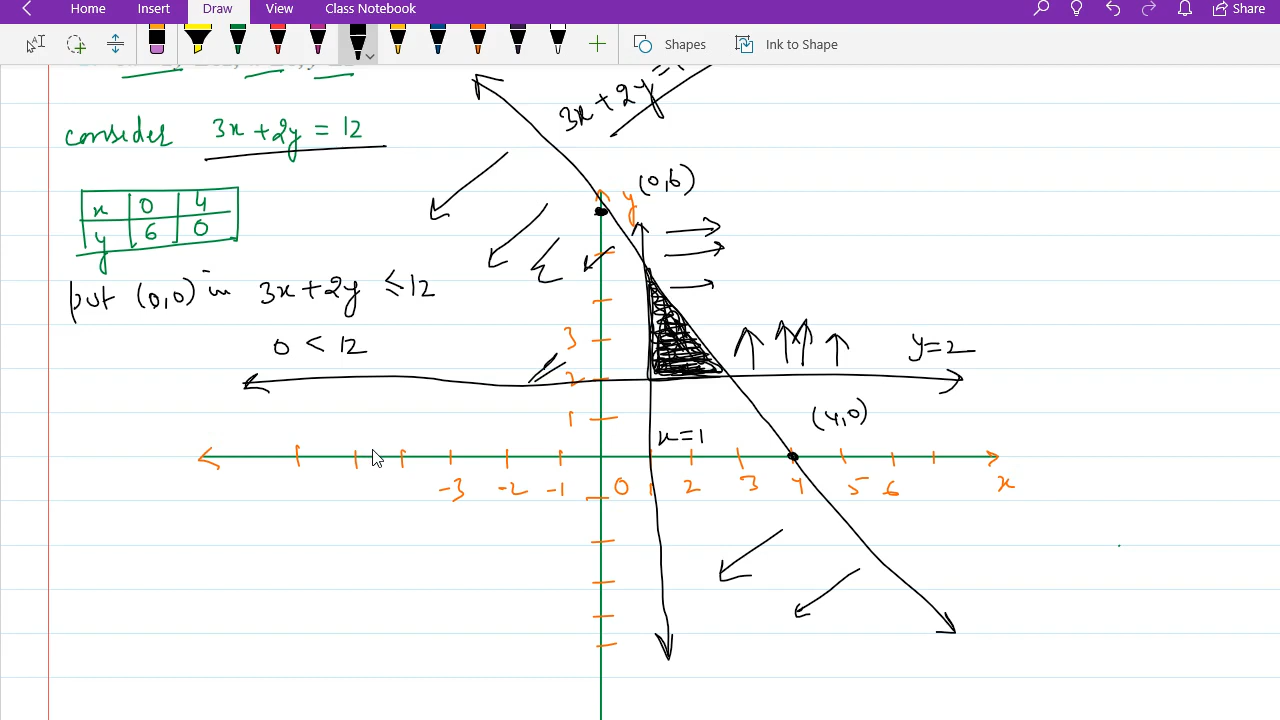 Home Insert Draw View Class Notebook Share
Shapes Ink to Shape
3x+2y=
consider 3x+2y = 12
x 0 4
y 6 0
(0,6)
y
put (0,0) in 3x+2y ≤12
0 < 12
3
2
1
y=2
(4,0)
x=1
-3 -2 -1 0 1 2 3 4 5 6 x